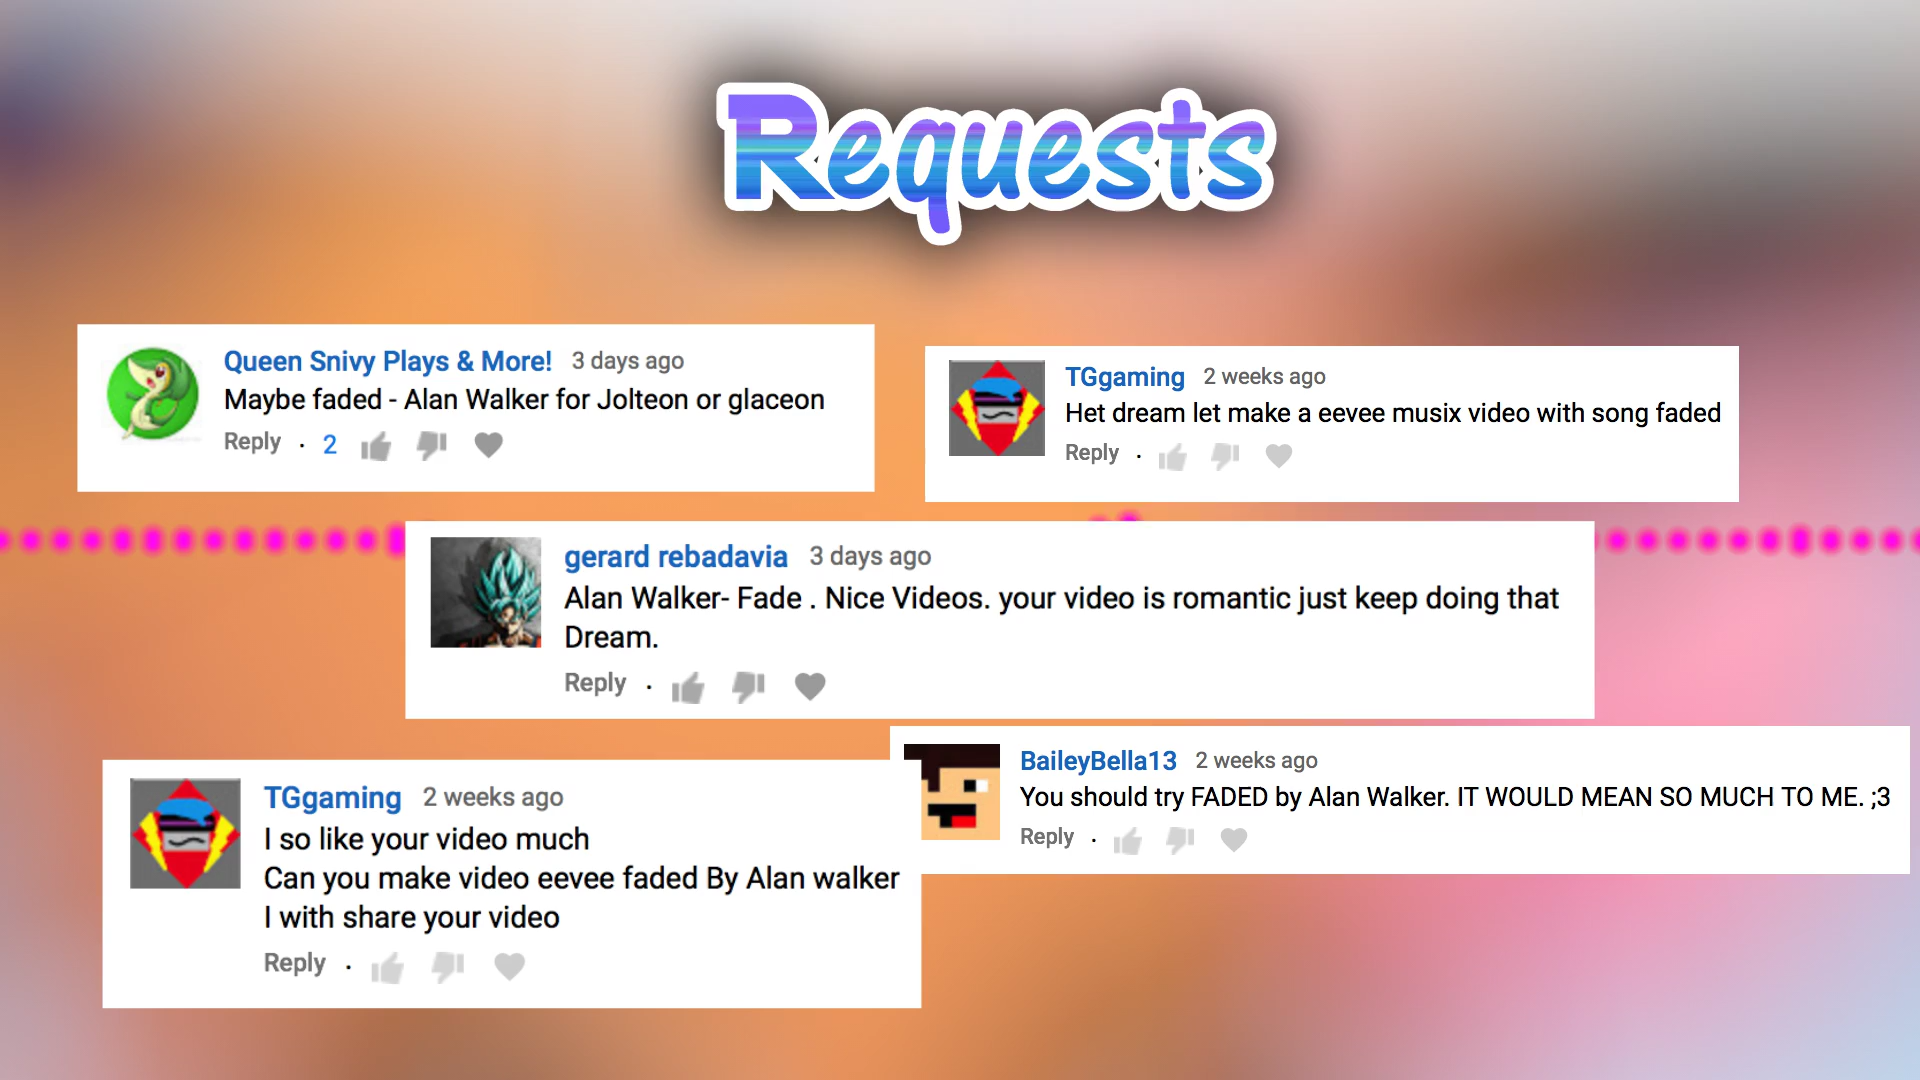 Requests
Queen Snivy Plays & More! 3 days ago
Maybe faded - Alan Walker for Jolteon or glaceon
Reply · 2
TGgaming 2 weeks ago
Het dream let make a eevee musix video with song faded
Reply ·
gerard rebadavia 3 days ago
Alan Walker- Fade . Nice Videos. your video is romantic just keep doing that
Dream.
Reply ·
TGgaming 2 weeks ago
I so like your video much
Can you make video eevee faded By Alan walker
I with share your video
Reply ·
BaileyBella13 2 weeks ago
You should try FADED by Alan Walker. IT WOULD MEAN SO MUCH TO ME. ;3
Reply ·